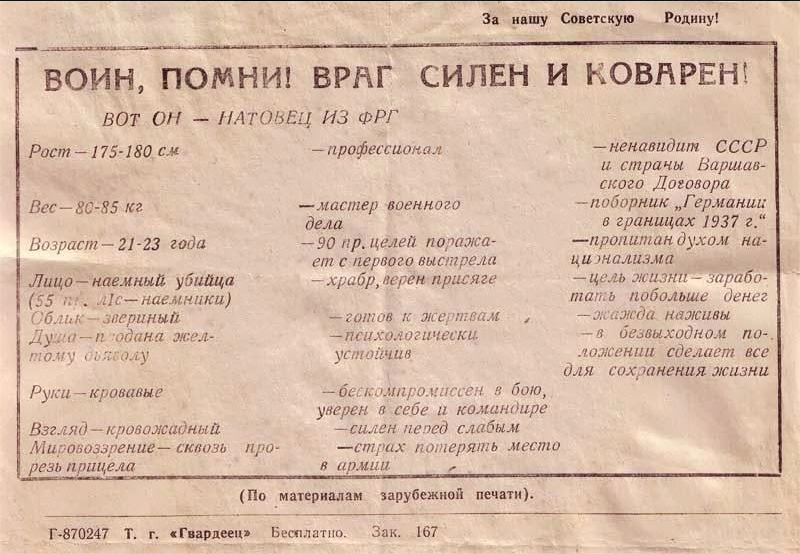 За нашу Советскую Родину!
ВОИН, ПОМНИ! ВРАГ СИЛЕН И КОВАРЕН!
ВОТ ОН — НАТОВЕЦ ИЗ ФРГ
Рост—175-180 см
Вес—80-85 кг
Возраст—21-23 года
Лицо—наемный убийца
(55 пр. л/с—наемники)
Облик—звериный
Душа—продана жел-
тому дьяволу
Руки—кровавые
Взгляд—кровожадный
Мировоззрение—сквозь про-
резь прицела
—профессионал
—мастер военного
дела
—90 пр. целей поража-
ет с первого выстрела
—храбр, верен присяге
—готов к жертвам
—психологически
устойчив
—бескомпромиссен в бою,
уверен в себе и командире
—силен перед слабым
—страх потерять место
в армии
—ненавидит СССР
и страны Варшав-
ского Договора
—поборник „Германии
в границах 1937 г.“
—пропитан духом на-
ционализма
—цель жизни—зарабо-
тать побольше денег
—жажда наживы
—в безвыходном по-
ложении сделает все
для сохранения жизни
(По материалам зарубежной печати).
Г-870247 Т. г. «Гвардеец» Бесплатно. Зак. 167